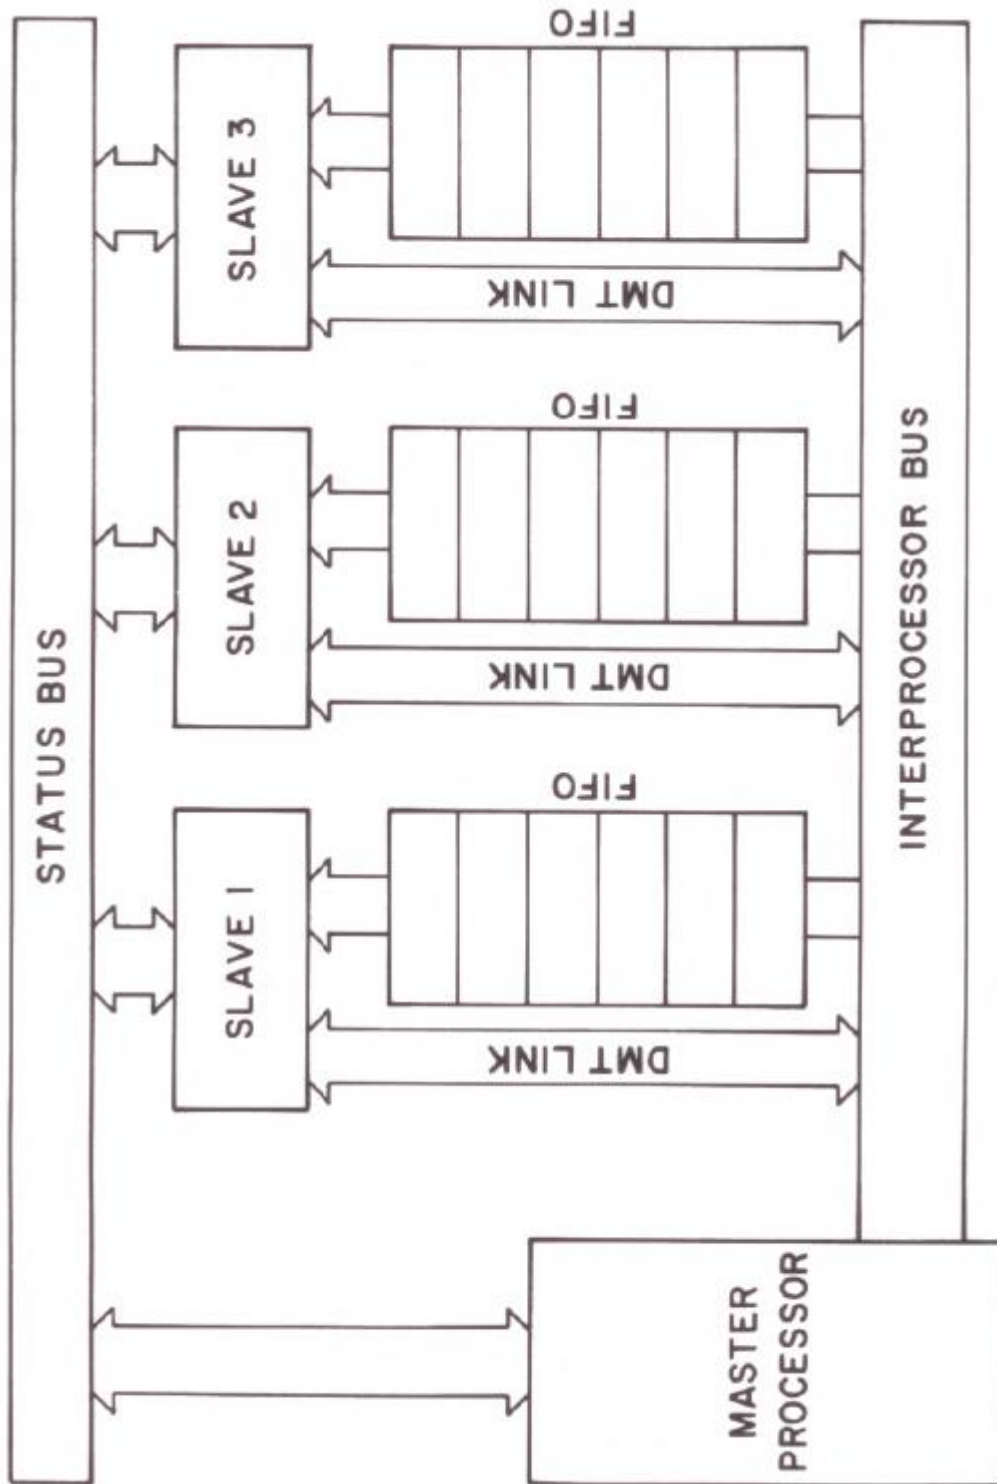 STATUS BUS
SLAVE 1
SLAVE 2
SLAVE 3
DMT LINK
FIFO
DMT LINK
FIFO
DMT LINK
FIFO
MASTER
PROCESSOR
INTERPROCESSOR BUS